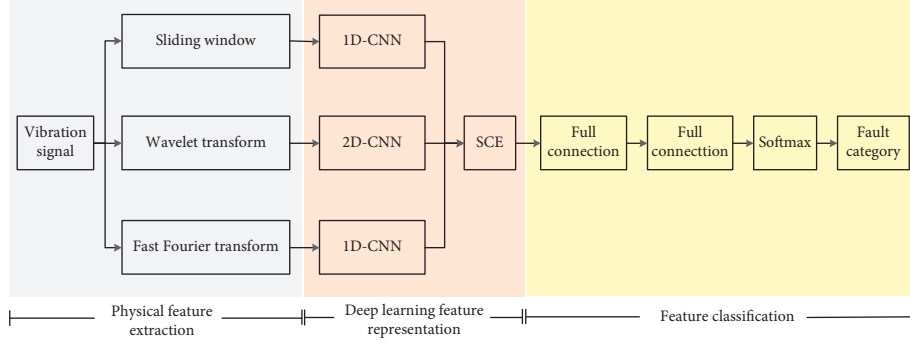 Sliding window
1D-CNN
Vibration
signal
Wavelet transform
2D-CNN
SCE
Full
connection
Full
connecttion
Softmax
Fault
category
Fast Fourier transform
1D-CNN
Physical feature
extraction
Deep learning feature
representation
Feature classification